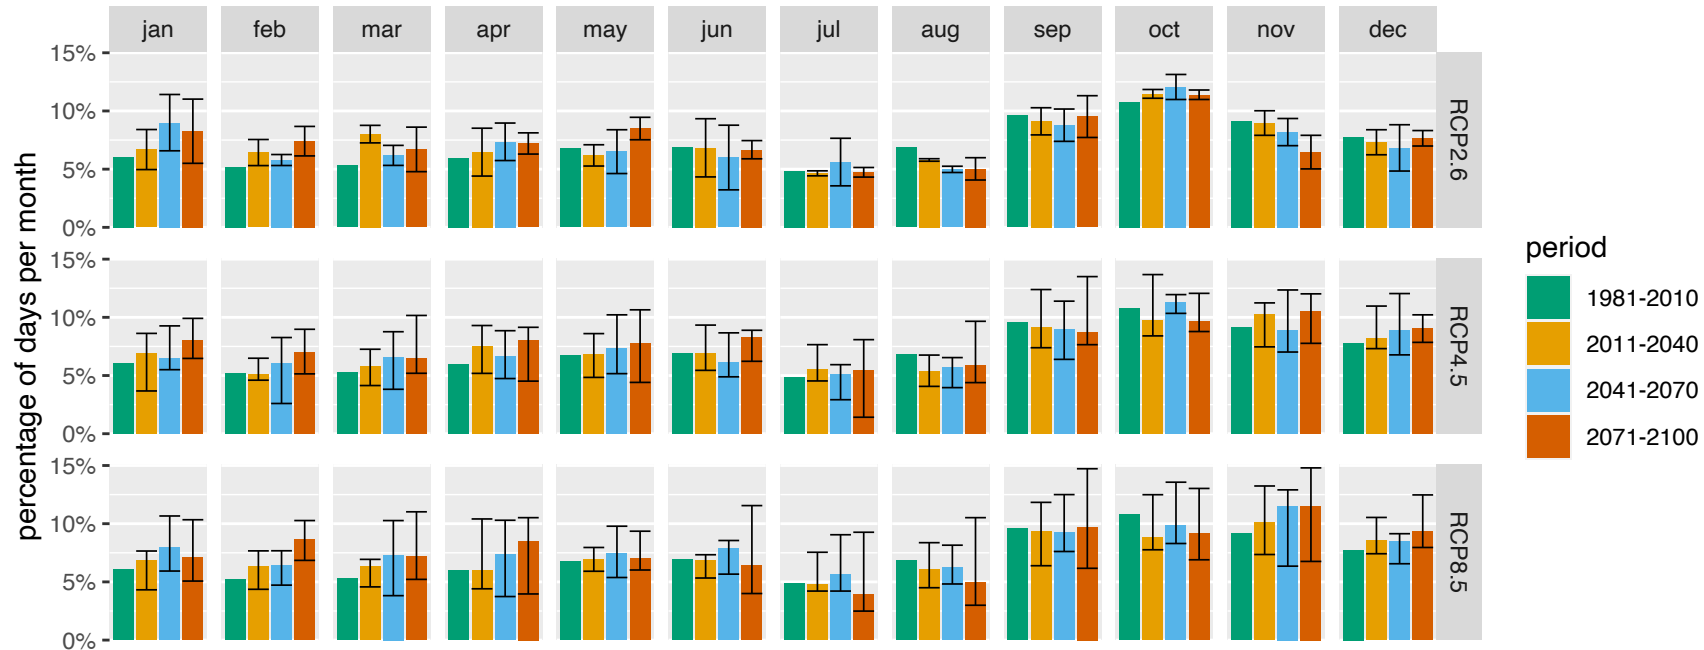 jan feb mar apr may jun jul aug sep oct nov dec
percentage of days per month
15%
10%
5%
0%
RCP2.6
15%
10%
5%
0%
RCP4.5
15%
10%
5%
0%
RCP8.5
period
1981-2010
2011-2040
2041-2070
2071-2100